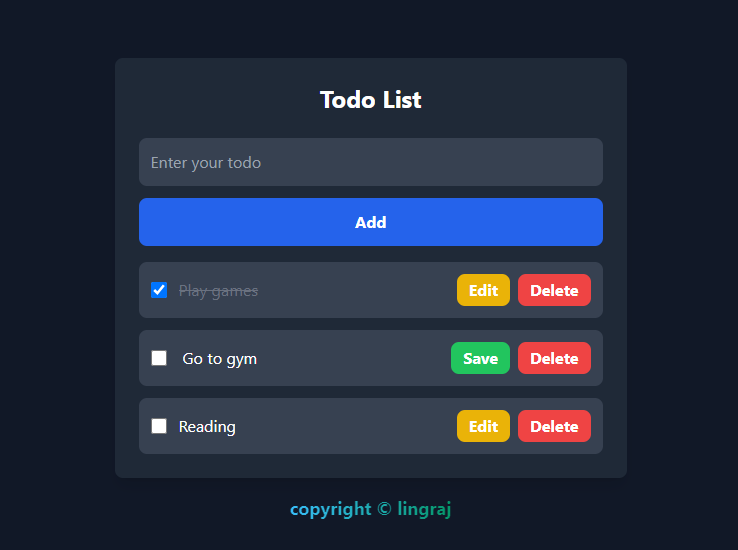 Todo List
Enter your todo
Add
Play games Edit Delete
Go to gym Save Delete
Reading Edit Delete
copyright © lingraj